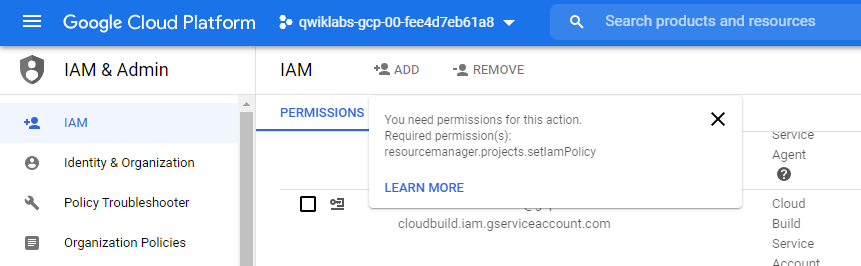 Google Cloud Platform
qwiklabs-gcp-00-fee4d7eb61a8
Search products and resources
IAM & Admin
IAM
ADD
REMOVE
PERMISSIONS
IAM
Identity & Organization
Policy Troubleshooter
Organization Policies
You need permissions for this action.
Required permission(s):
resourcemanager.projects.setIamPolicy
LEARN MORE
cloudbuild.iam.gserviceaccount.com
Service
Agent
Cloud
Build
Service
Account